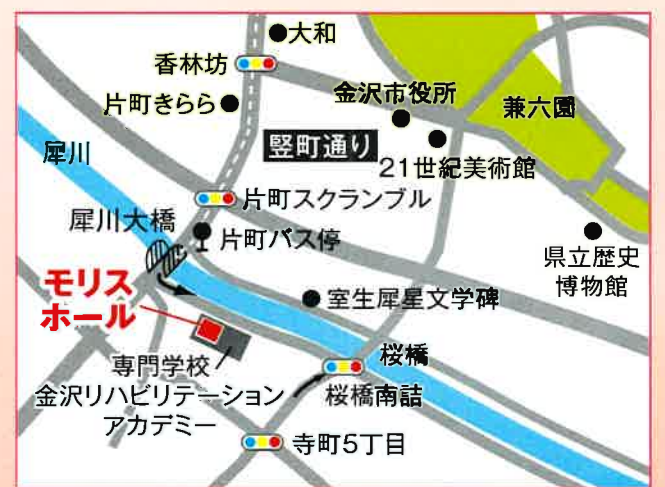 大和
香林坊
片町きらら
金沢市役所
兼六園
犀川
竪町通り
21世紀美術館
片町スクランブル
犀川大橋
片町バス停
県立歴史
博物館
モリス
ホール
室生犀星文学碑
専門学校
金沢リハビリテーション
アカデミー
桜橋
桜橋南詰
寺町5丁目